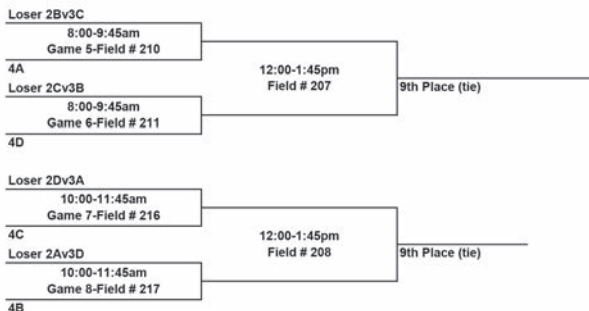 Loser 2Bv3C
8:00-9:45am
Game 5-Field # 210
4A
12:00-1:45pm
Field # 207
9th Place (tie)
Loser 2Cv3B
8:00-9:45am
Game 6-Field # 211
4D
Loser 2Dv3A
10:00-11:45am
Game 7-Field # 216
4C
12:00-1:45pm
Field # 208
9th Place (tie)
Loser 2Av3D
10:00-11:45am
Game 8-Field # 217
4B